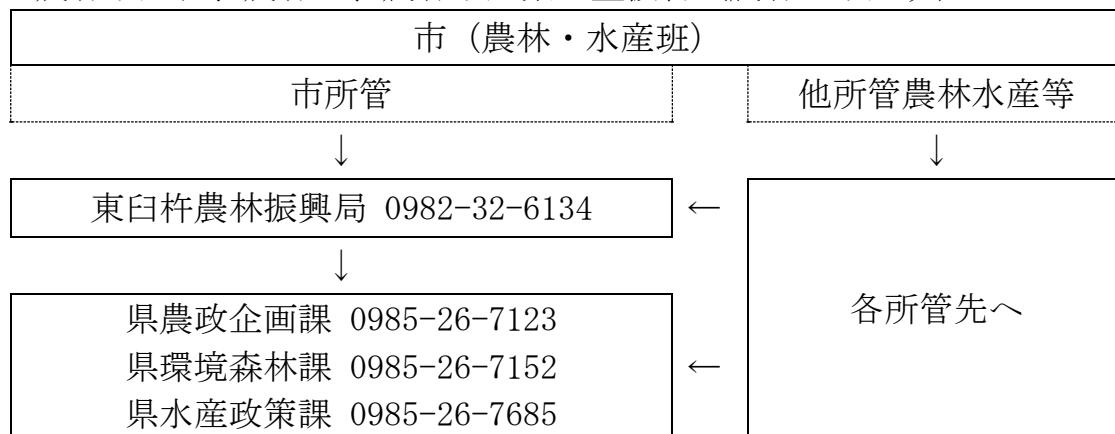 市（農林・水産班）
市所管
他所管農林水産等
↓
↓
東臼杵農林振興局 0982-32-6134
←
↓
県農政企画課 0985-26-7123
県環境森林課 0985-26-7152
県水産政策課 0985-26-7685
←
各所管先へ